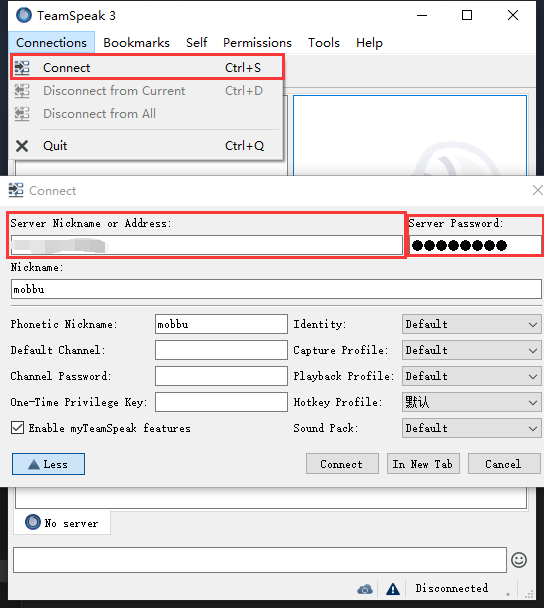 TeamSpeak 3
Connections Bookmarks Self Permissions Tools Help
Connect Ctrl+S
Disconnect from Current Ctrl+D
Disconnect from All
Quit Ctrl+Q
Connect
Server Nickname or Address: Server Password:
●●●●●●●●
Nickname:
mobbu
Phonetic Nickname: mobbu Identity: Default
Default Channel: Capture Profile: Default
Channel Password: Playback Profile: Default
One-Time Privilege Key: Hotkey Profile: 默认
Enable myTeamSpeak features Sound Pack: Default
Less Connect In New Tab Cancel
No server
Disconnected